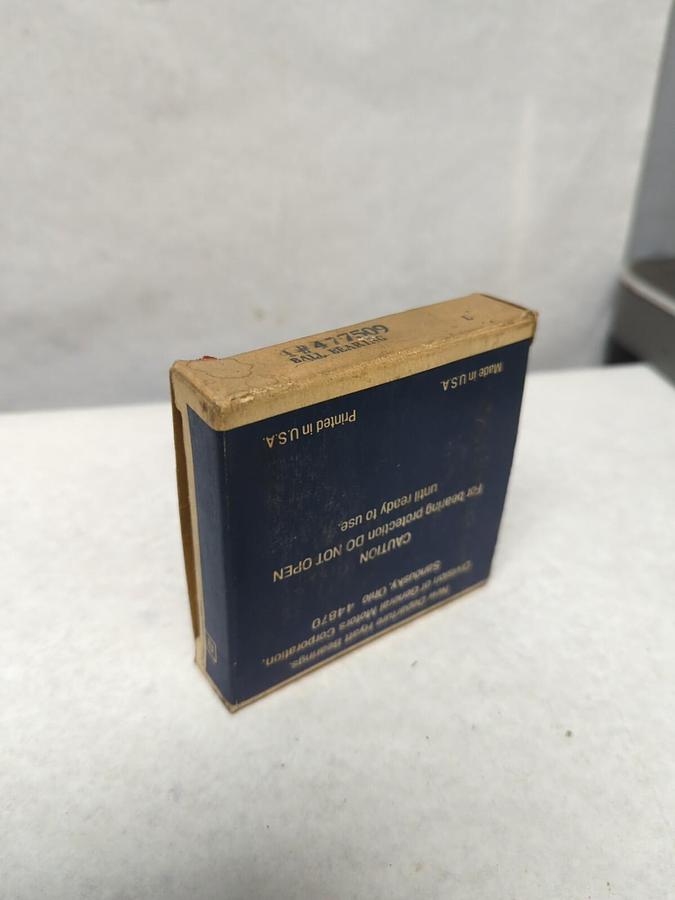 1#477509
BALL BEARING
New Departure Hyatt Bearings,
Division of General Motors Corporation,
Sandusky, Ohio 44870
CAUTION
For bearing protection DO NOT OPEN
until ready to use.
Printed in U.S.A.
Made in U.S.A.